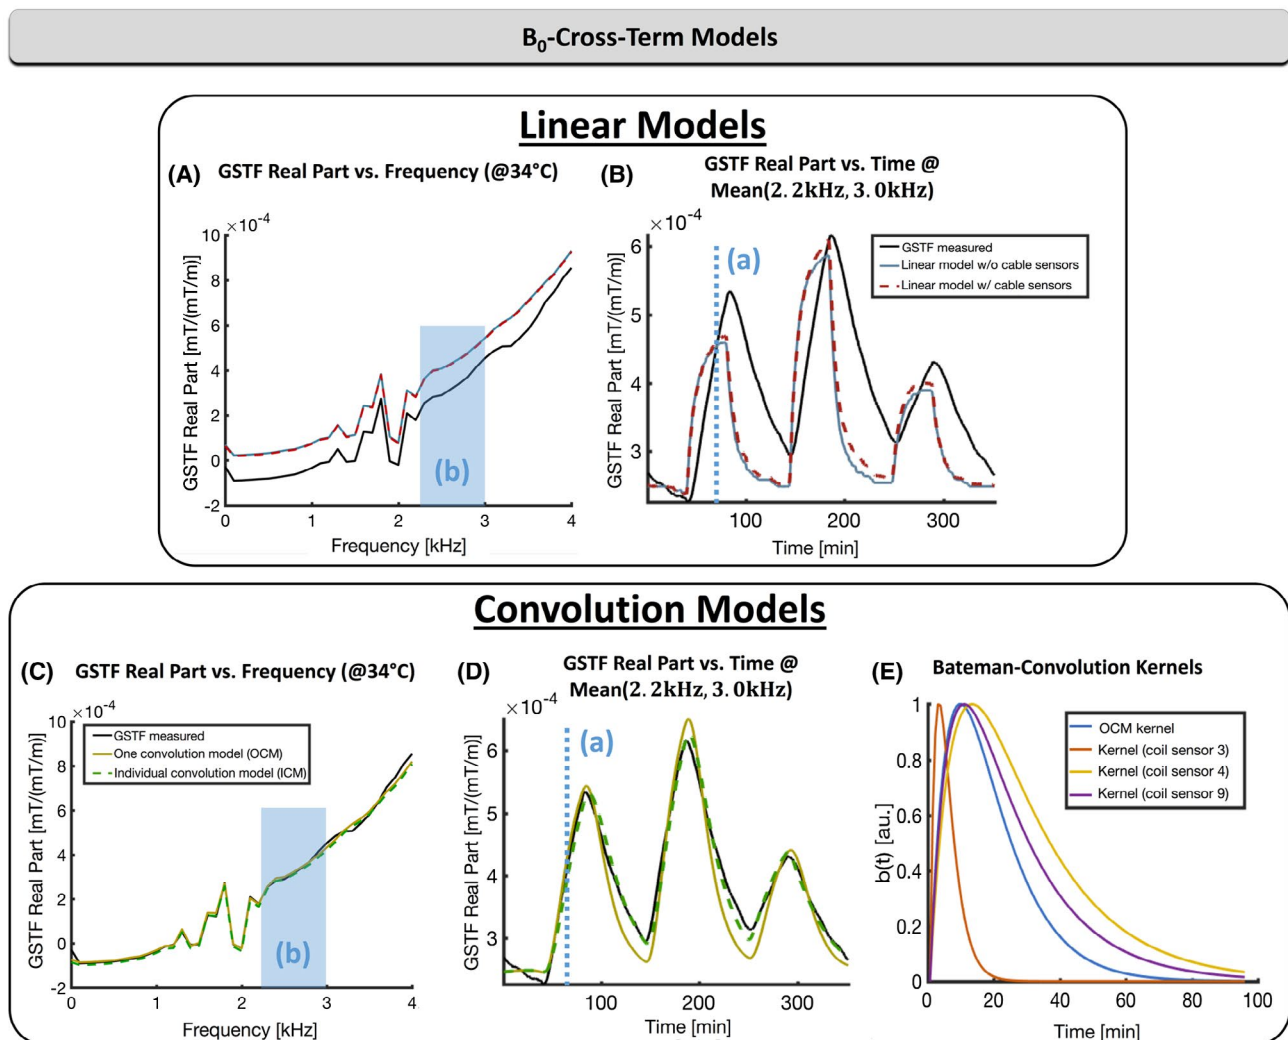 B₀-Cross-Term Models
Linear Models
(A) GSTF Real Part vs. Frequency (@34°C)
×10⁻⁴
10
8
6
4
2
0
-2
0 1 2 3 4
GSTF Real Part [mT/(mT/m)]
Frequency [kHz]
(b)
(B) GSTF Real Part vs. Time @
Mean(2.2kHz, 3.0kHz)
×10⁻⁴
6
5
4
3
100 200 300
GSTF Real Part [mT/(mT/m)]
Time [min]
(a)
GSTF measured
Linear model w/o cable sensors
Linear model w/ cable sensors
Convolution Models
(C) GSTF Real Part vs. Frequency (@34°C)
×10⁻⁴
10
8
6
4
2
0
-2
0 1 2 3 4
GSTF Real Part [mT/(mT/m)]
Frequency [kHz]
GSTF measured
One convolution model (OCM)
Individual convolution model (ICM)
(b)
(D) GSTF Real Part vs. Time @
Mean(2.2kHz, 3.0kHz)
×10⁻⁴
6
5
4
3
100 200 300
GSTF Real Part [mT/(mT/m)]
Time [min]
(a)
(E) Bateman-Convolution Kernels
1
0.8
0.6
0.4
0.2
0
0 20 40 60 80 100
b(t) [au.]
Time [min]
OCM kernel
Kernel (coil sensor 3)
Kernel (coil sensor 4)
Kernel (coil sensor 9)